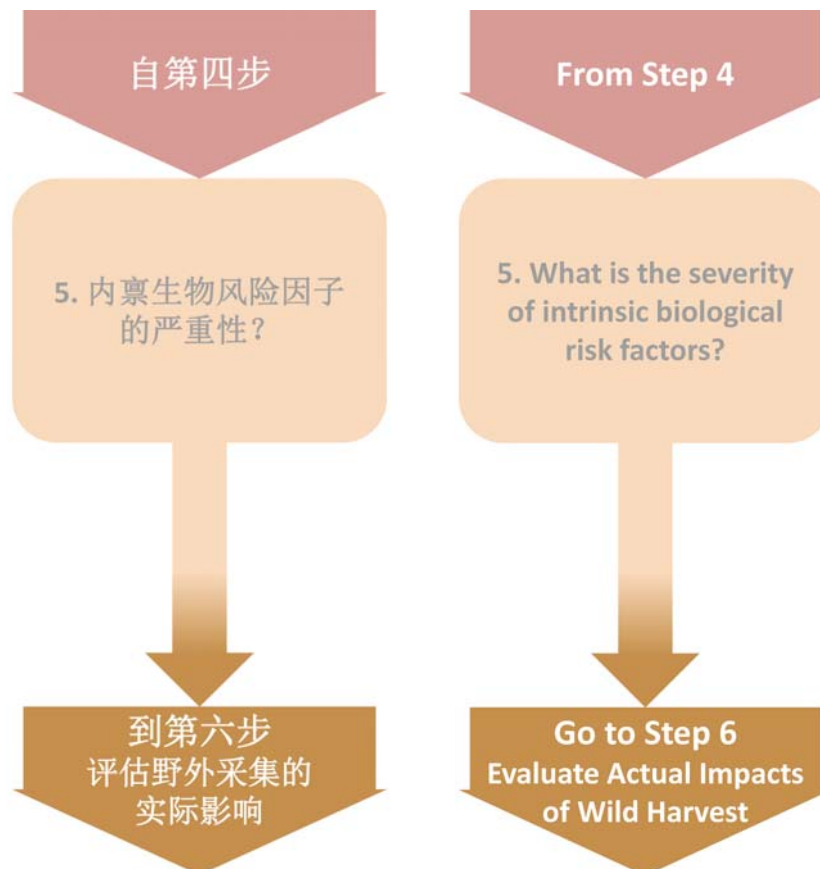 自第四步
5. 内禀生物风险因子
的严重性？
到第六步
评估野外采集的
实际影响
From Step 4
5. What is the severity
of intrinsic biological
risk factors?
Go to Step 6
Evaluate Actual Impacts
of Wild Harvest